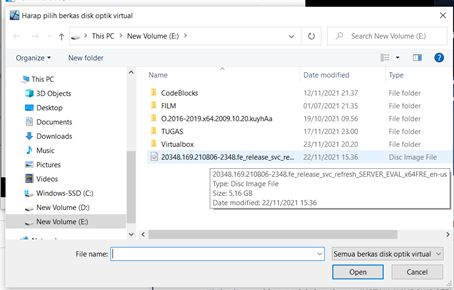 Harap pilih berkas disk optik virtual
This PC > New Volume (E:) >
Search New Volume (E:)
Organize
New folder
This PC
3D Objects
Desktop
Documents
Downloads
Music
Pictures
Videos
Windows-SSD (C:)
New Volume (D:)
New Volume (E:)
Name Date modified Type
CodeBlocks 12/11/2021 21.37 File folder
FILM 01/07/2021 21.35 File folder
O.2016-2019.x64.2009.10.20.kuyhAa 19/10/2021 09.56 File folder
TUGAS 17/11/2021 23.00 File folder
Virtualbox 23/11/2021 20.20 File folder
20348.169.210806-2348.fe_release_svc_re... 22/11/2021 15.36 Disc Image File
20348.169.210806-2348.fe_release_svc_refresh_SERVER_EVAL_x64FRE_en-us
Type: Disc Image File
Size: 5,16 GB
Date modified: 22/11/2021 15.36
File name:
Semua berkas disk optik virtual
Open
Cancel